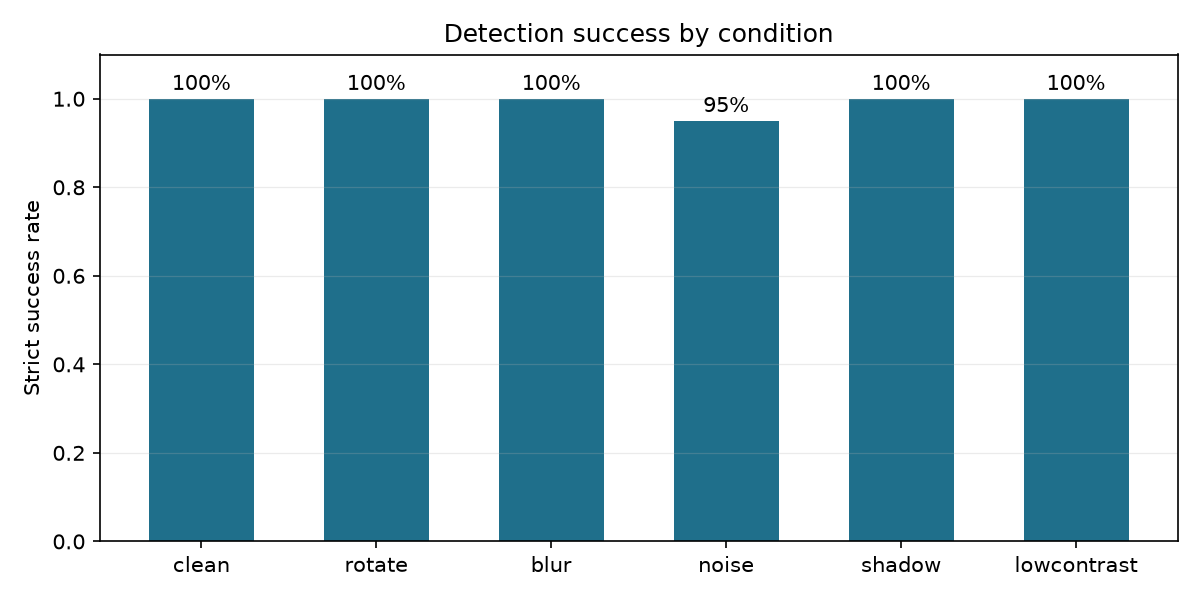 Detection success by condition
Strict success rate
1.0
0.8
0.6
0.4
0.2
0.0
100% 100% 100% 95% 100% 100%
clean rotate blur noise shadow lowcontrast